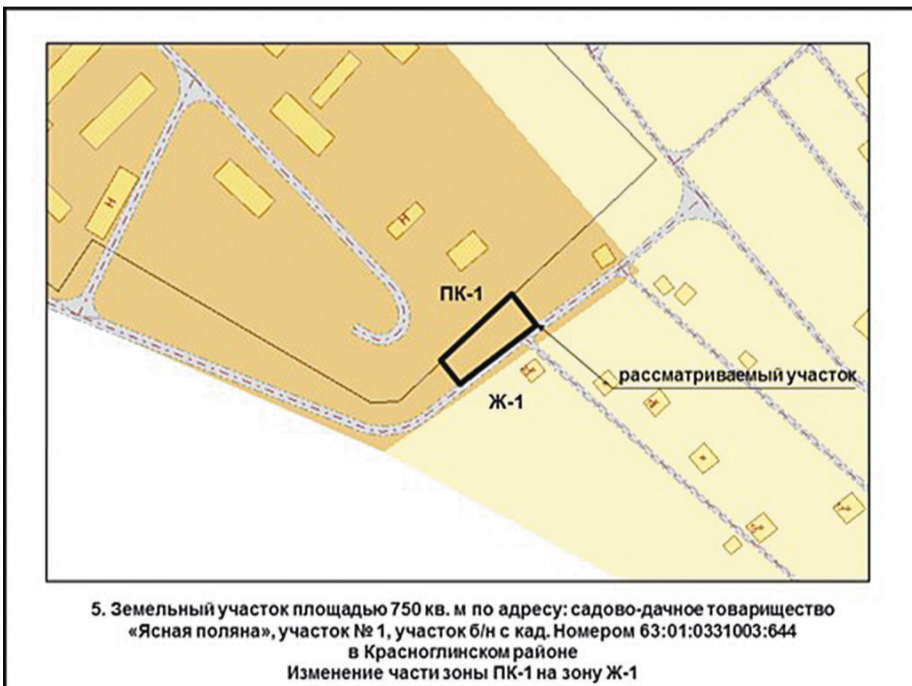 ПК-1
рассматриваемый участок
Ж-1
5. Земельный участок площадью 750 кв. м по адресу: садово-дачное товарищество
«Ясная поляна», участок № 1, участок б/н с кад. Номером 63:01:0331003:644
в Красноглинском районе
Изменение части зоны ПК-1 на зону Ж-1